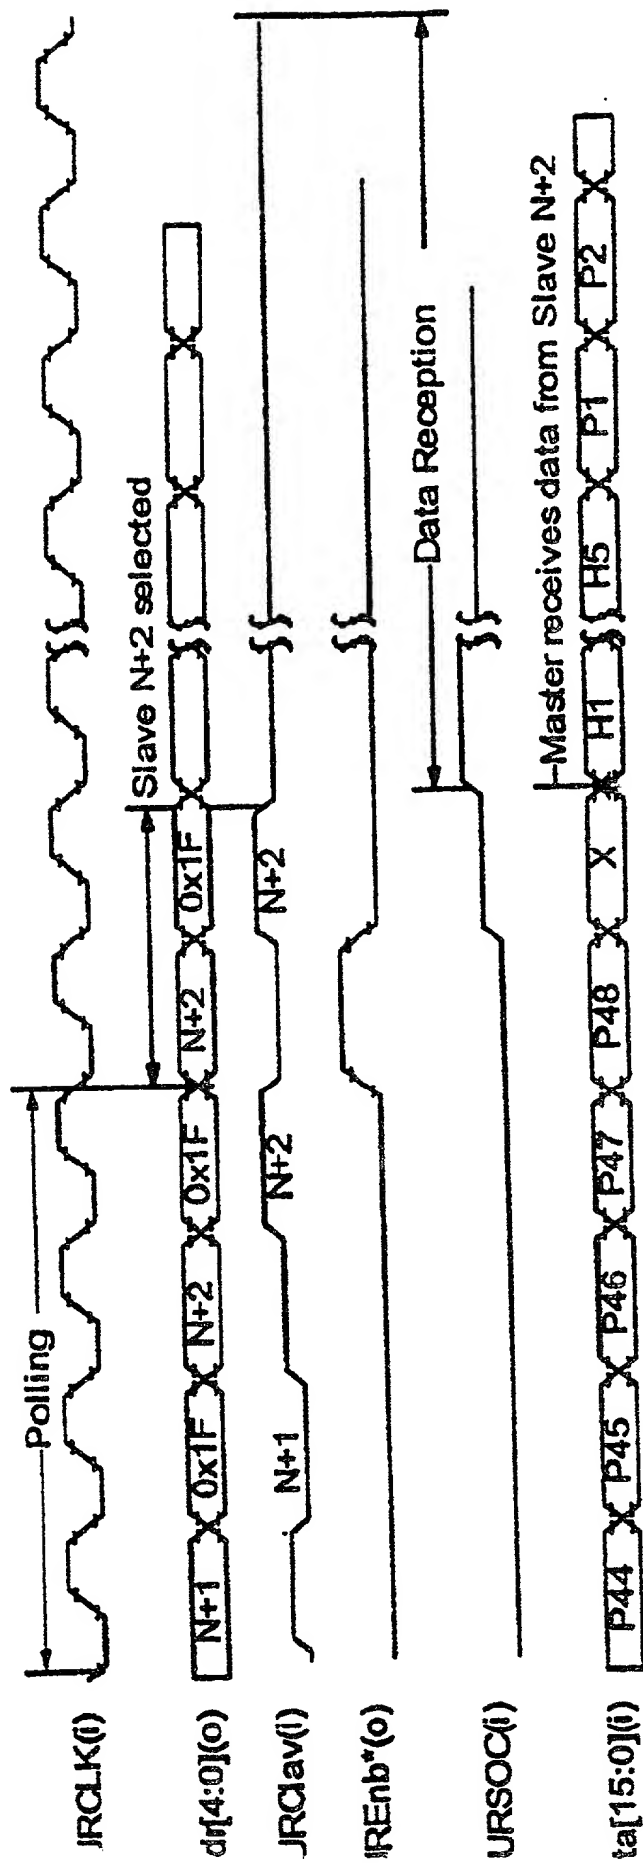 Polling
Slave N+2 selected
Data Reception
Master receives data from Slave N+2
JRCLK(i)
dr[4:0](o) N+1 0x1F N+2 0x1F N+2 0x1F
JRClav(i) N+1 N+2 N+2
JREnb*(o)
URSOC(i)
ta[15:0](i) P44 P45 P46 P47 P48 X H1 H5 P1 P2